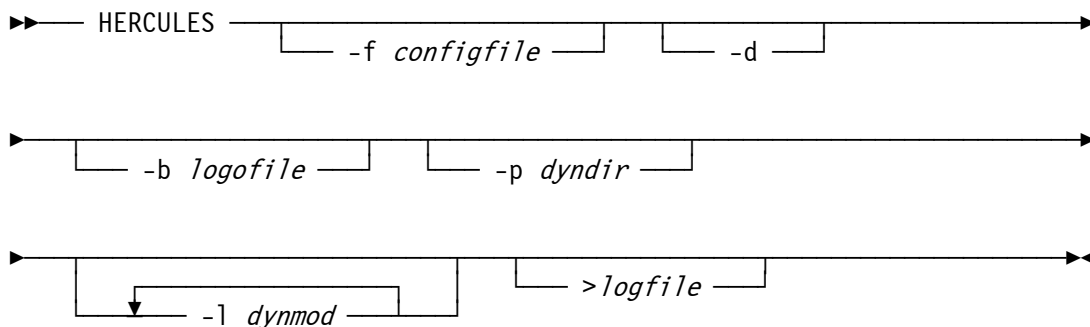 HERCULES
-f configfile
-d
-b logofile
-p dyndir
-l dynmod
>logfile